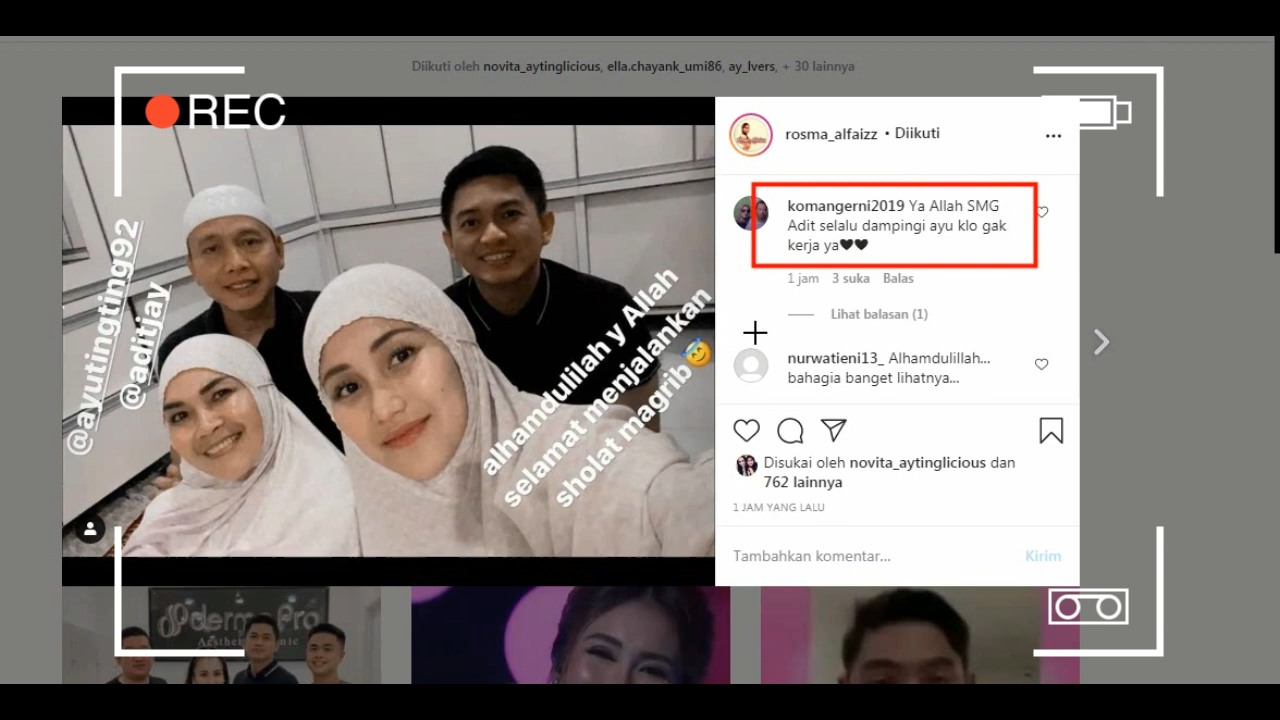 Diikuti oleh novita_aytinglicious, ella.chayank_umi86, ay_lvers, + 30 lainnya
REC
@ayutingting92
@aditjay
alhamdulilah y Allah
selamat menjalankan
sholat magrib
rosma_alfaizz • Diikuti
komangerni2019 Ya Allah SMG
Adit selalu dampingi ayu klo gak
kerja ya🖤🖤
1 jam 3 suka Balas
Lihat balasan (1)
nurwatieni13_ Alhamdulillah...
bahagia banget lihatnya...
Disukai oleh novita_aytinglicious dan
762 lainnya
1 JAM YANG LALU
Tambahkan komentar... Kirim